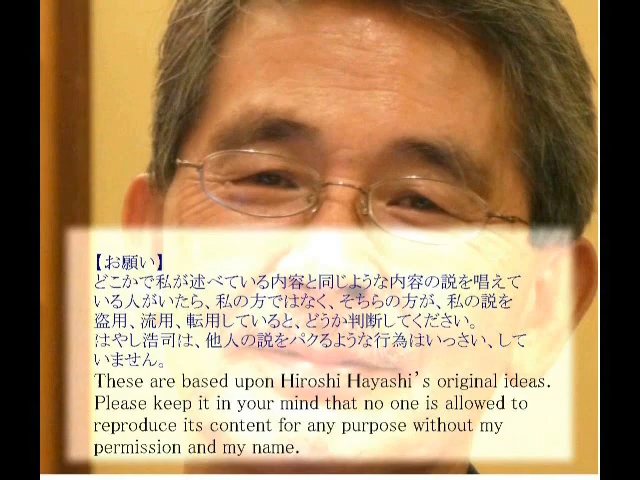 【お願い】
どこかで私が述べている内容と同じような内容の説を唱えて
いる人がいたら、私の方ではなく、そちらの方が、私の説を
盗用、流用、転用していると、どうか判断してください。
はやし浩司は、他人の説をパクるような行為はいっさい、して
いません。
These are based upon Hiroshi Hayashi's original ideas.
Please keep it in your mind that no one is allowed to
reproduce its content for any purpose without my
permission and my name.